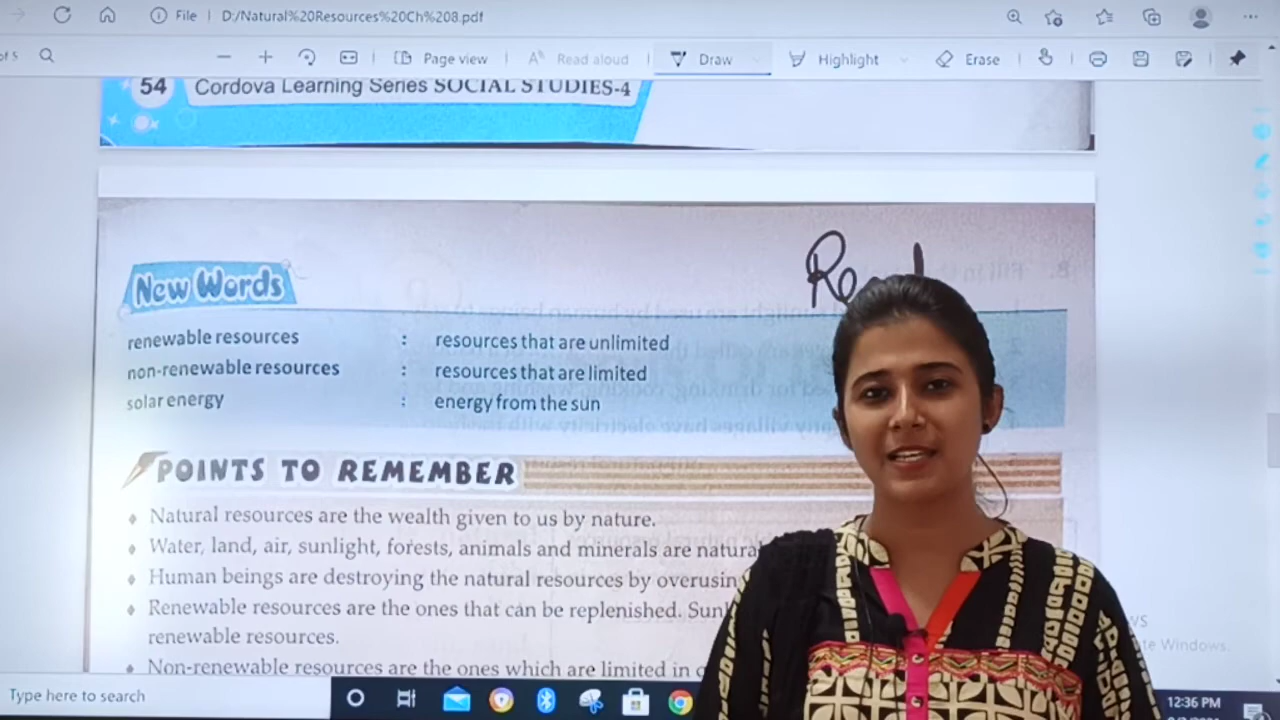 File | D:/Natural%20Resources%20Ch%208.pdf
of 5
Page view
Read aloud
Draw
Highlight
Erase
54 Cordova Learning Series SOCIAL STUDIES-4
New Words
renewable resources : resources that are unlimited
non-renewable resources : resources that are limited
solar energy : energy from the sun
POINTS TO REMEMBER
Natural resources are the wealth given to us by nature.
Water, land, air, sunlight, forests, animals and minerals are
Human beings are destroying the natural resources by
Renewable resources are the ones that can be replenished.
renewable resources.
Non-renewable resources are the ones which are limited in
Type here to search
12:36 PM